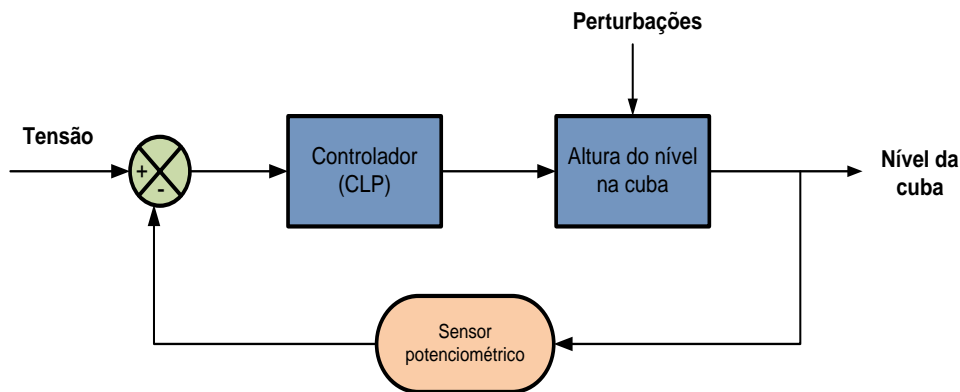 Perturbações
Tensão
+
-
Controlador
(CLP)
Altura do nível
na cuba
Nível da
cuba
Sensor
potenciométrico